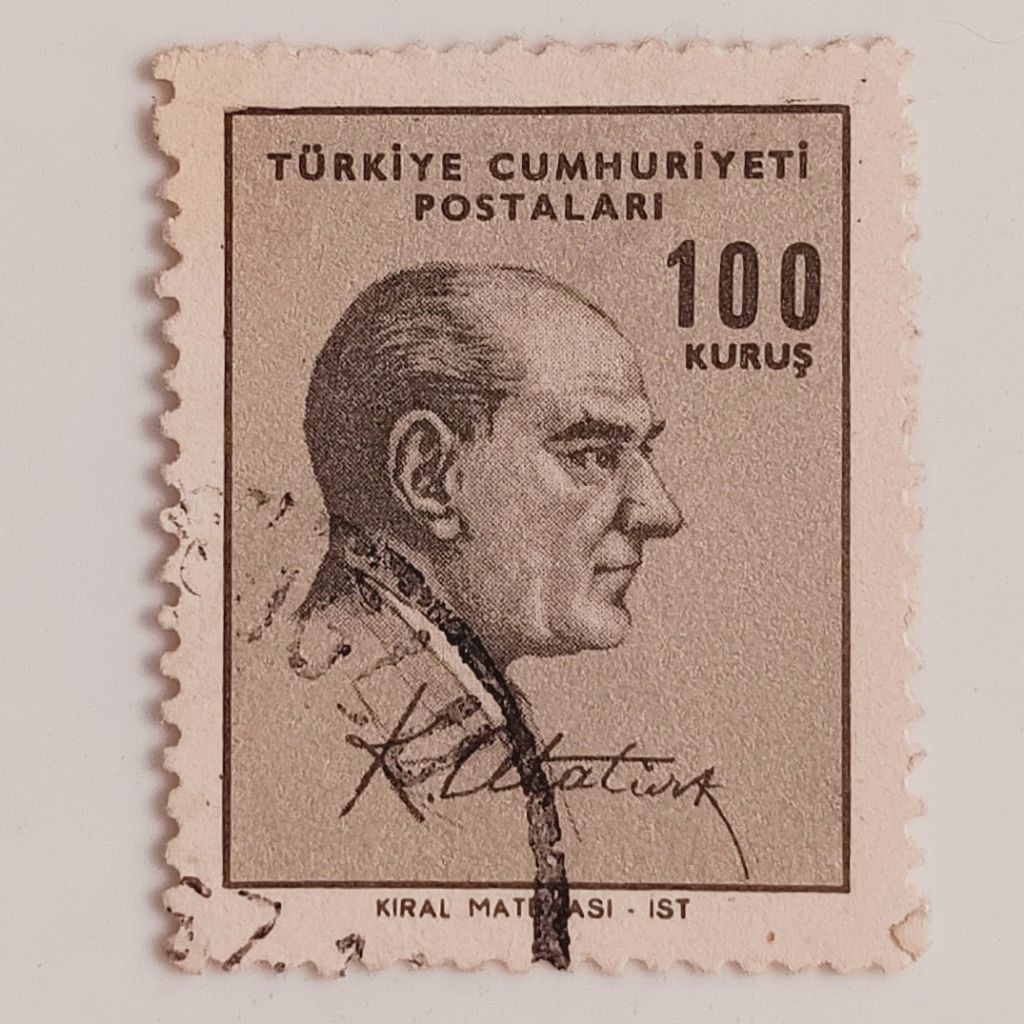 TÜRKİYE CUMHURİYETİ
POSTALARI
100
KURUŞ
K. Atatürk
KIRAL MATBAASI - IST